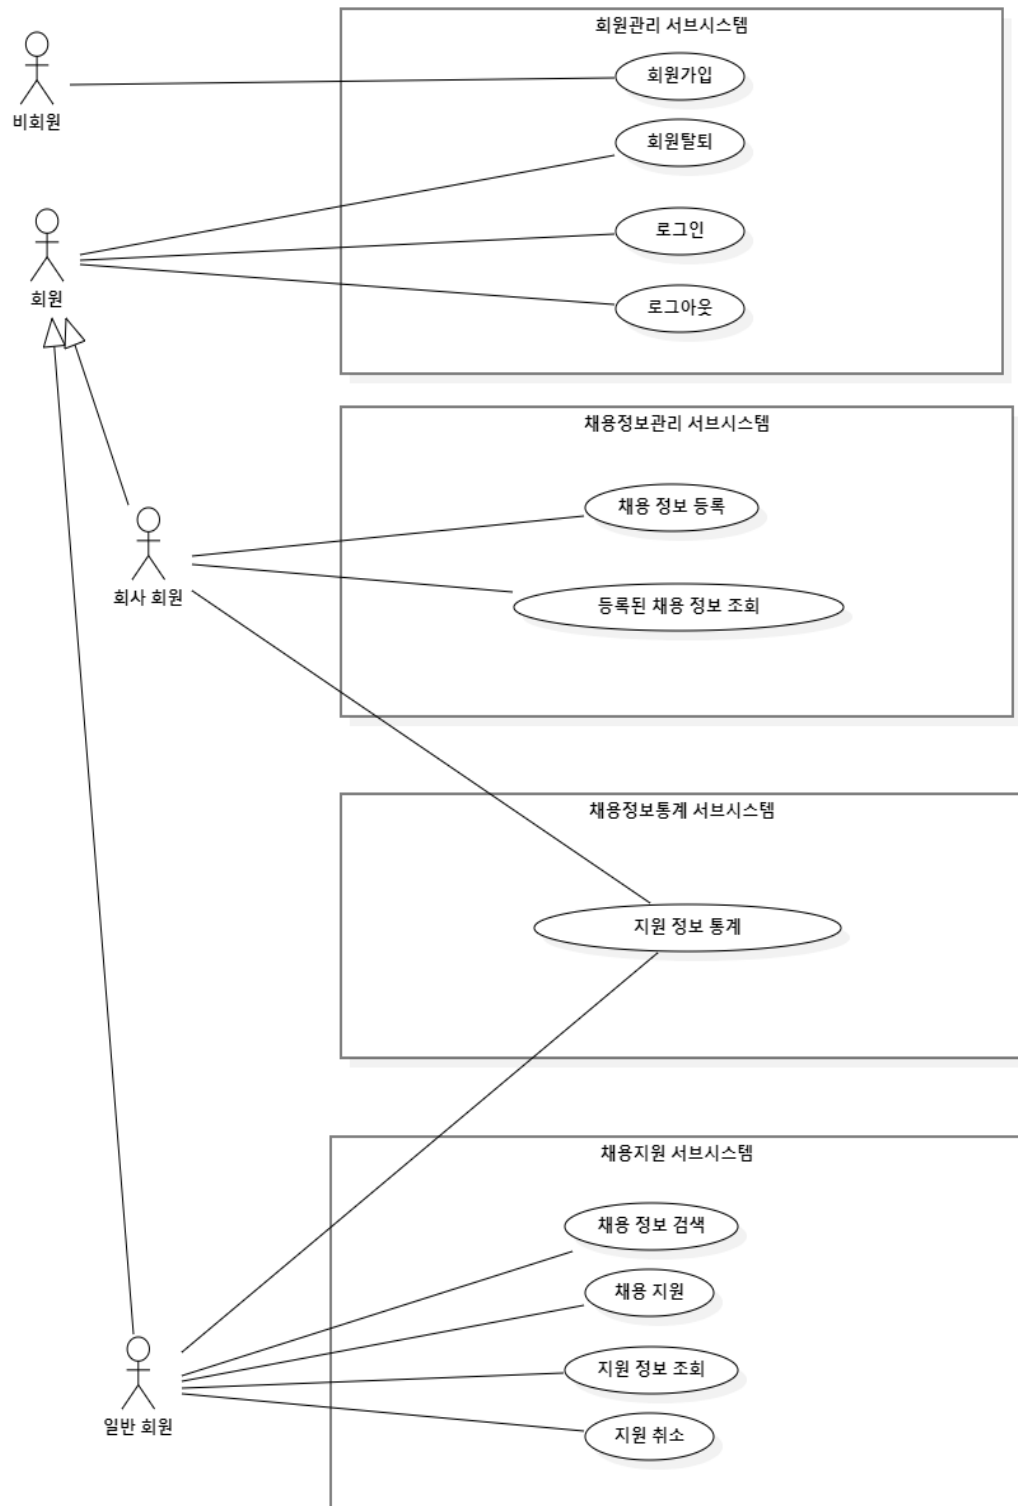 회원관리 서브시스템
회원가입
비회원
회원탈퇴
로그인
회원
로그아웃
채용정보관리 서브시스템
채용 정보 등록
회사 회원
등록된 채용 정보 조회
채용정보통계 서브시스템
지원 정보 통계
채용지원 서브시스템
채용 정보 검색
채용 지원
지원 정보 조회
일반 회원
지원 취소